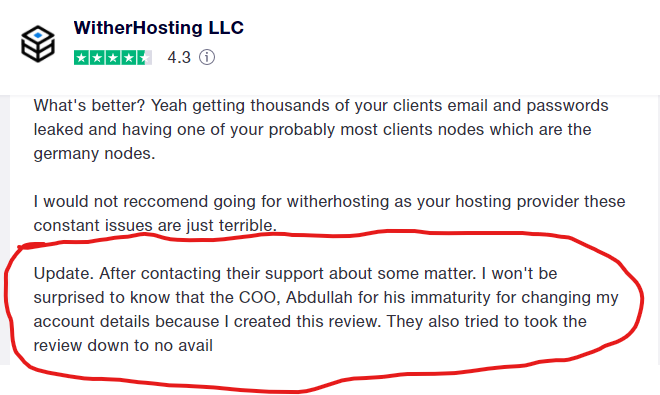 WitherHosting LLC
4.3
What's better? Yeah getting thousands of your clients email and passwords
leaked and having one of your probably most clients nodes which are the
germany nodes.
I would not reccomend going for witherhosting as your hosting provider these
constant issues are just terrible.
Update. After contacting their support about some matter. I won't be
surprised to know that the COO, Abdullah for his immaturity for changing my
account details because I created this review. They also tried to took the
review down to no avail